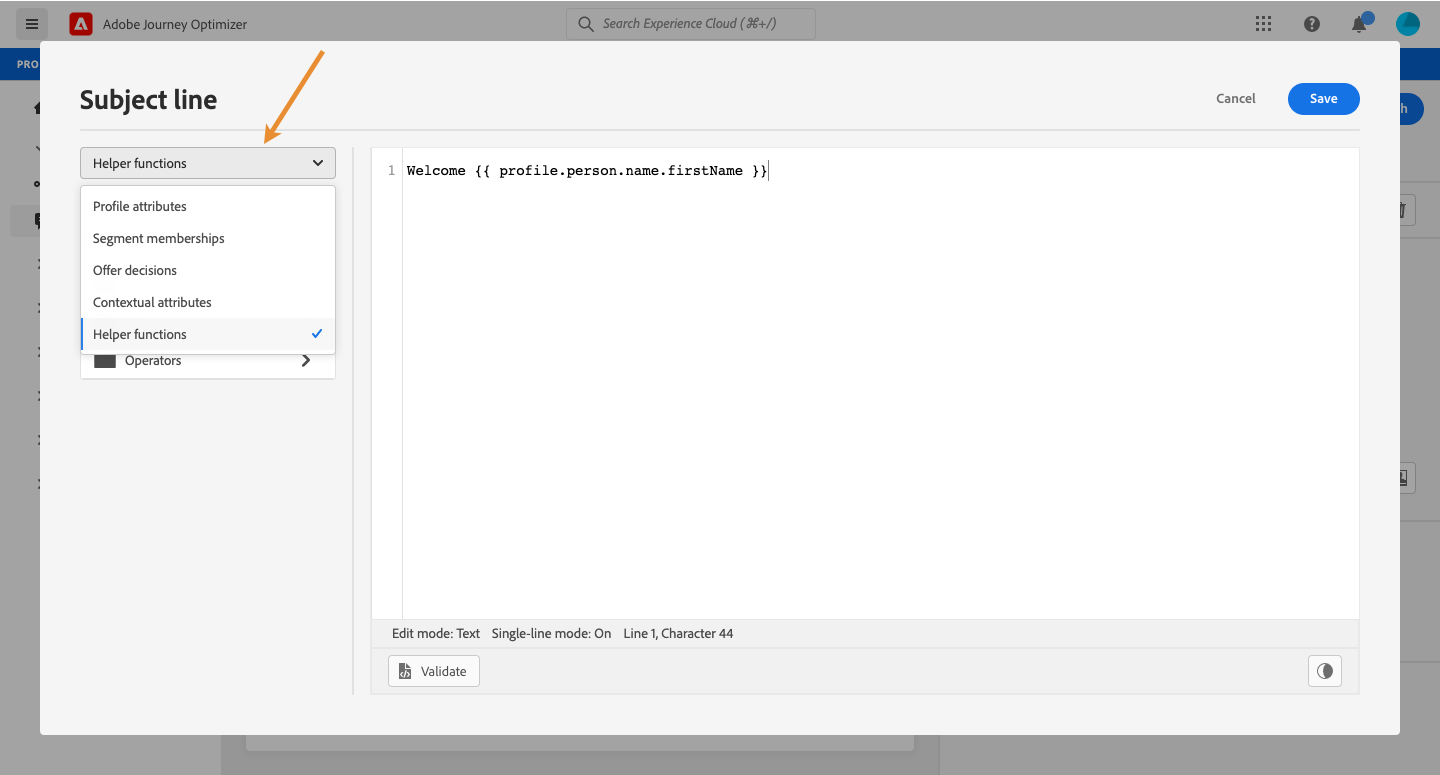 Adobe Journey Optimizer
Search Experience Cloud (⌘+/)
PRO
Subject line
Cancel
Save
h
Helper functions
Profile attributes
Segment memberships
Offer decisions
Contextual attributes
Helper functions
Operators
1 Welcome {{ profile.person.name.firstName }}
Edit mode: Text Single-line mode: On Line 1, Character 44
Validate